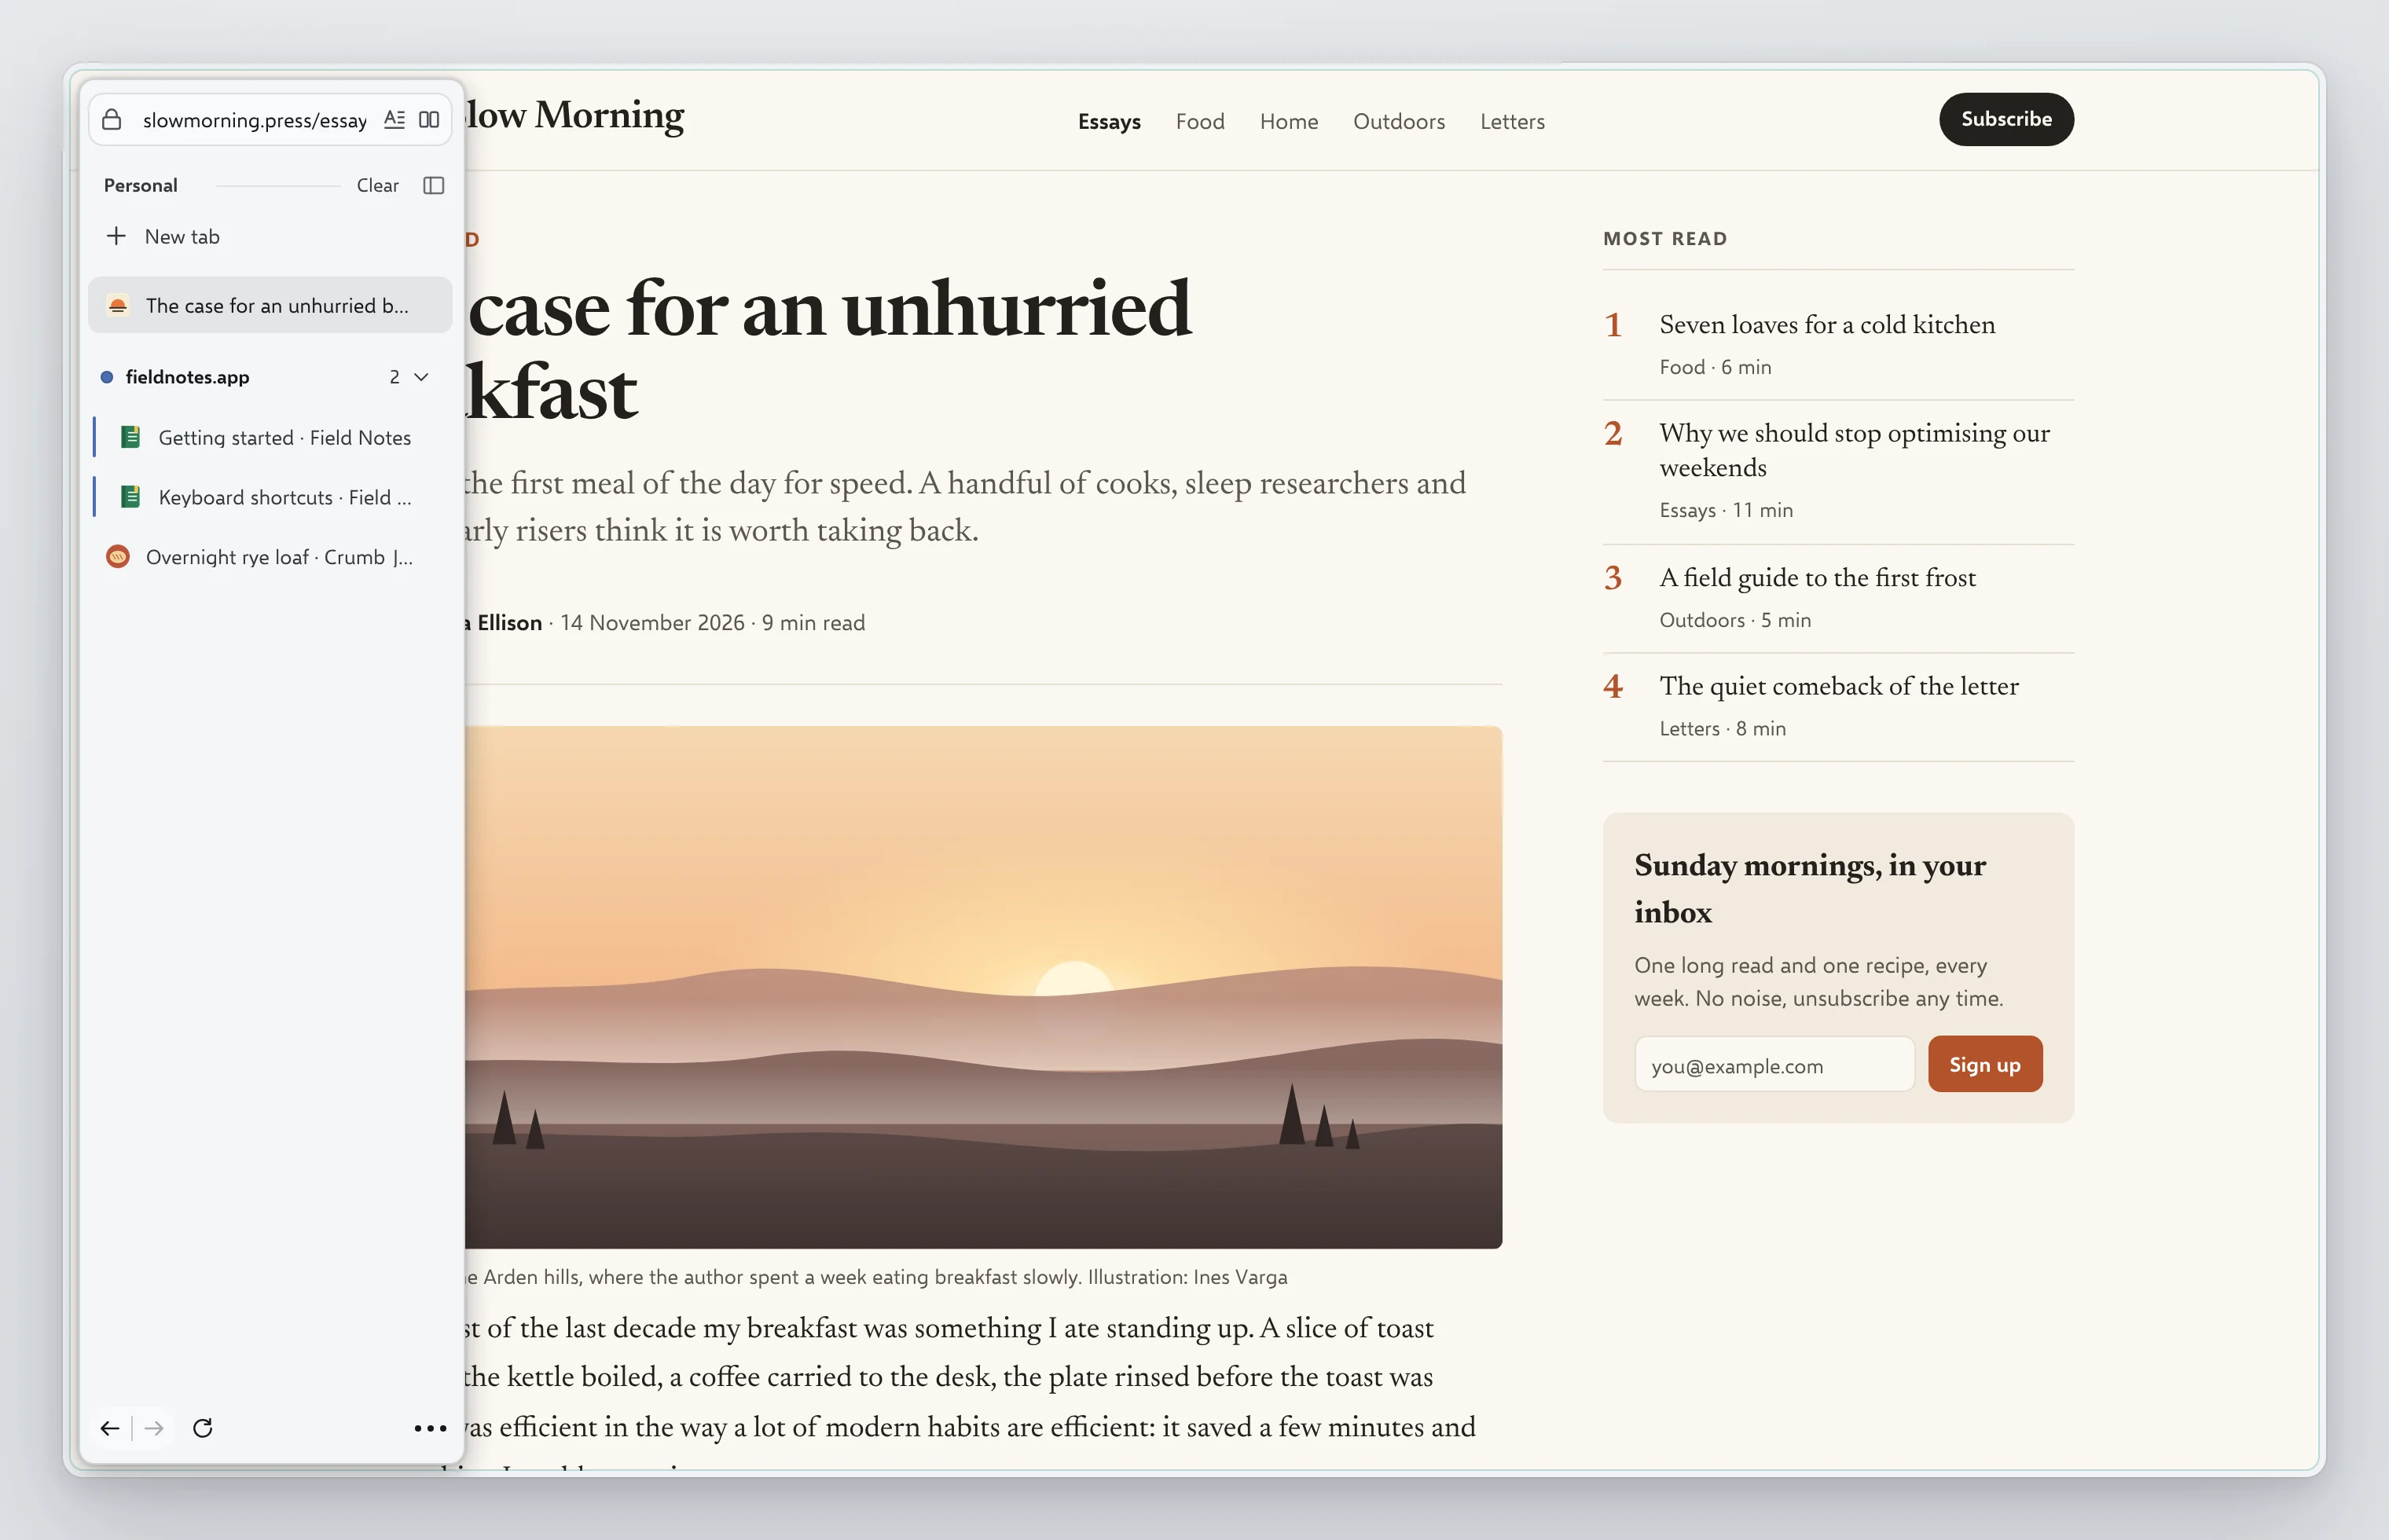 slowmorning.press/essay
Personal
Clear
New tab
The case for an unhurried b...
fieldnotes.app
2
Getting started · Field Notes
Keyboard shortcuts · Field ...
Overnight rye loaf · Crumb J...
low Morning
Essays
Food
Home
Outdoors
Letters
Subscribe
D
case for an unhurried
kfast
the first meal of the day for speed. A handful of cooks, sleep researchers and
arly risers think it is worth taking back.
a Ellison · 14 November 2026 · 9 min read
e Arden hills, where the author spent a week eating breakfast slowly. Illustration: Ines Varga
st of the last decade my breakfast was something I ate standing up. A slice of toast
the kettle boiled, a coffee carried to the desk, the plate rinsed before the toast was
as efficient in the way a lot of modern habits are efficient: it saved a few minutes and
MOST READ
1
Seven loaves for a cold kitchen
Food · 6 min
2
Why we should stop optimising our
weekends
Essays · 11 min
3
A field guide to the first frost
Outdoors · 5 min
4
The quiet comeback of the letter
Letters · 8 min
Sunday mornings, in your
inbox
One long read and one recipe, every
week. No noise, unsubscribe any time.
you@example.com
Sign up